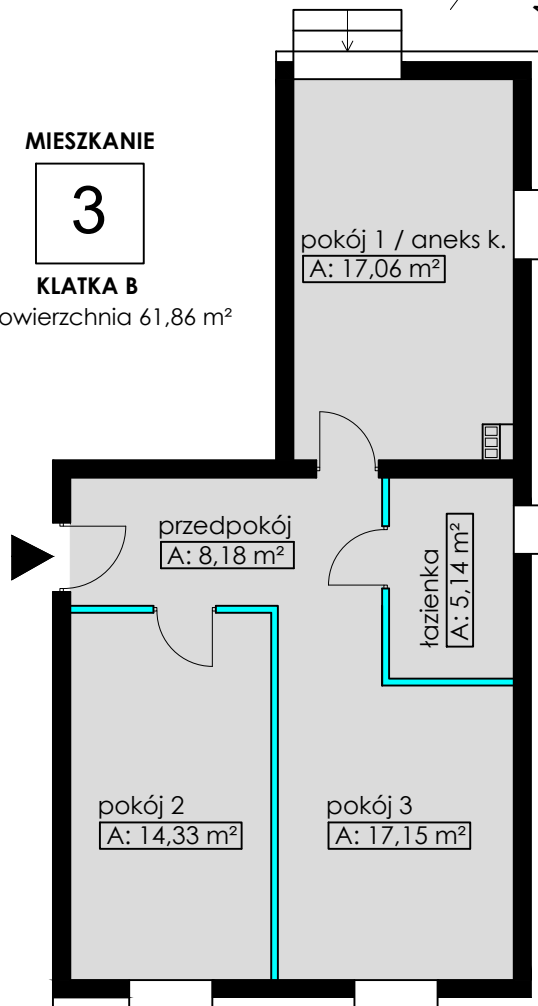 MIESZKANIE
3
KLATKA B
owierzchnia 61,86 m²
pokój 1 / aneks k.
A: 17,06 m²
przedpokój
A: 8,18 m²
łazienka
A: 5,14 m²
pokój 2
A: 14,33 m²
pokój 3
A: 17,15 m²